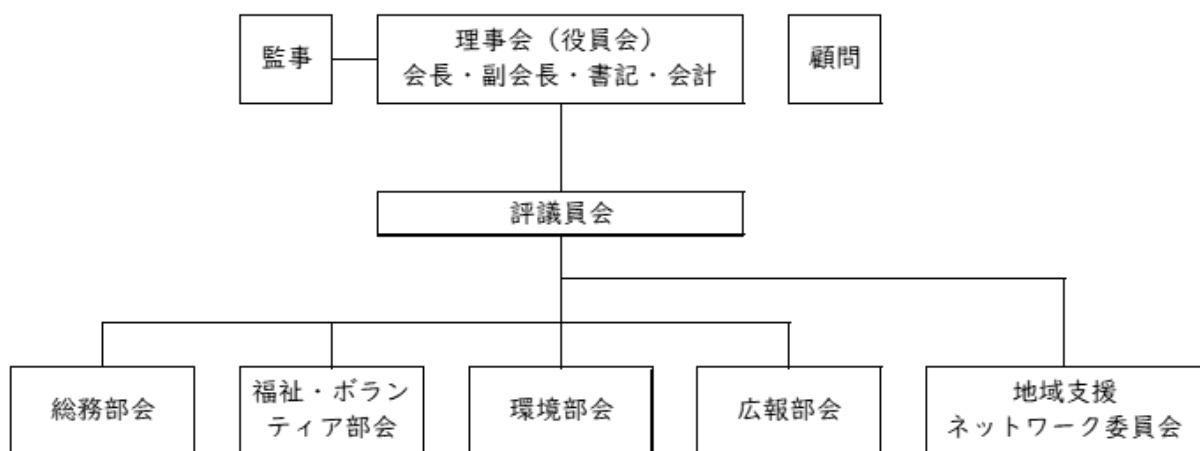 監事
理事会（役員会）
会長・副会長・書記・会計
顧問
評議員会
総務部会
福祉・ボラン
ティア部会
環境部会
広報部会
地域支援
ネットワーク委員会